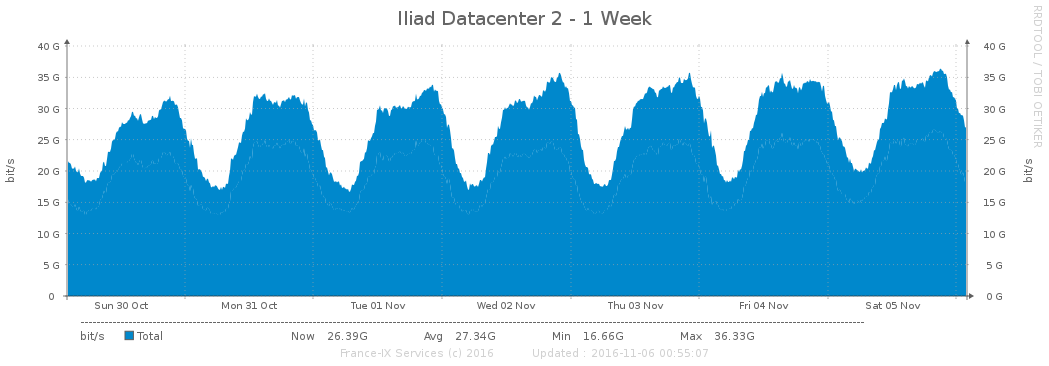 Iliad Datacenter 2 - 1 Week
RRDTOOL / TOBI OETIKER
bit/s
40 G 40 G
35 G 35 G
30 G 30 G
25 G 25 G
20 G 20 G
15 G 15 G
10 G 10 G
5 G 5 G
0 0 G
bit/s
Sun 30 Oct Mon 31 Oct Tue 01 Nov Wed 02 Nov Thu 03 Nov Fri 04 Nov Sat 05 Nov
bit/s Total Now 26.39G Avg 27.34G Min 16.66G Max 36.33G
France-IX Services (c) 2016 Updated : 2016-11-06 00:55:07